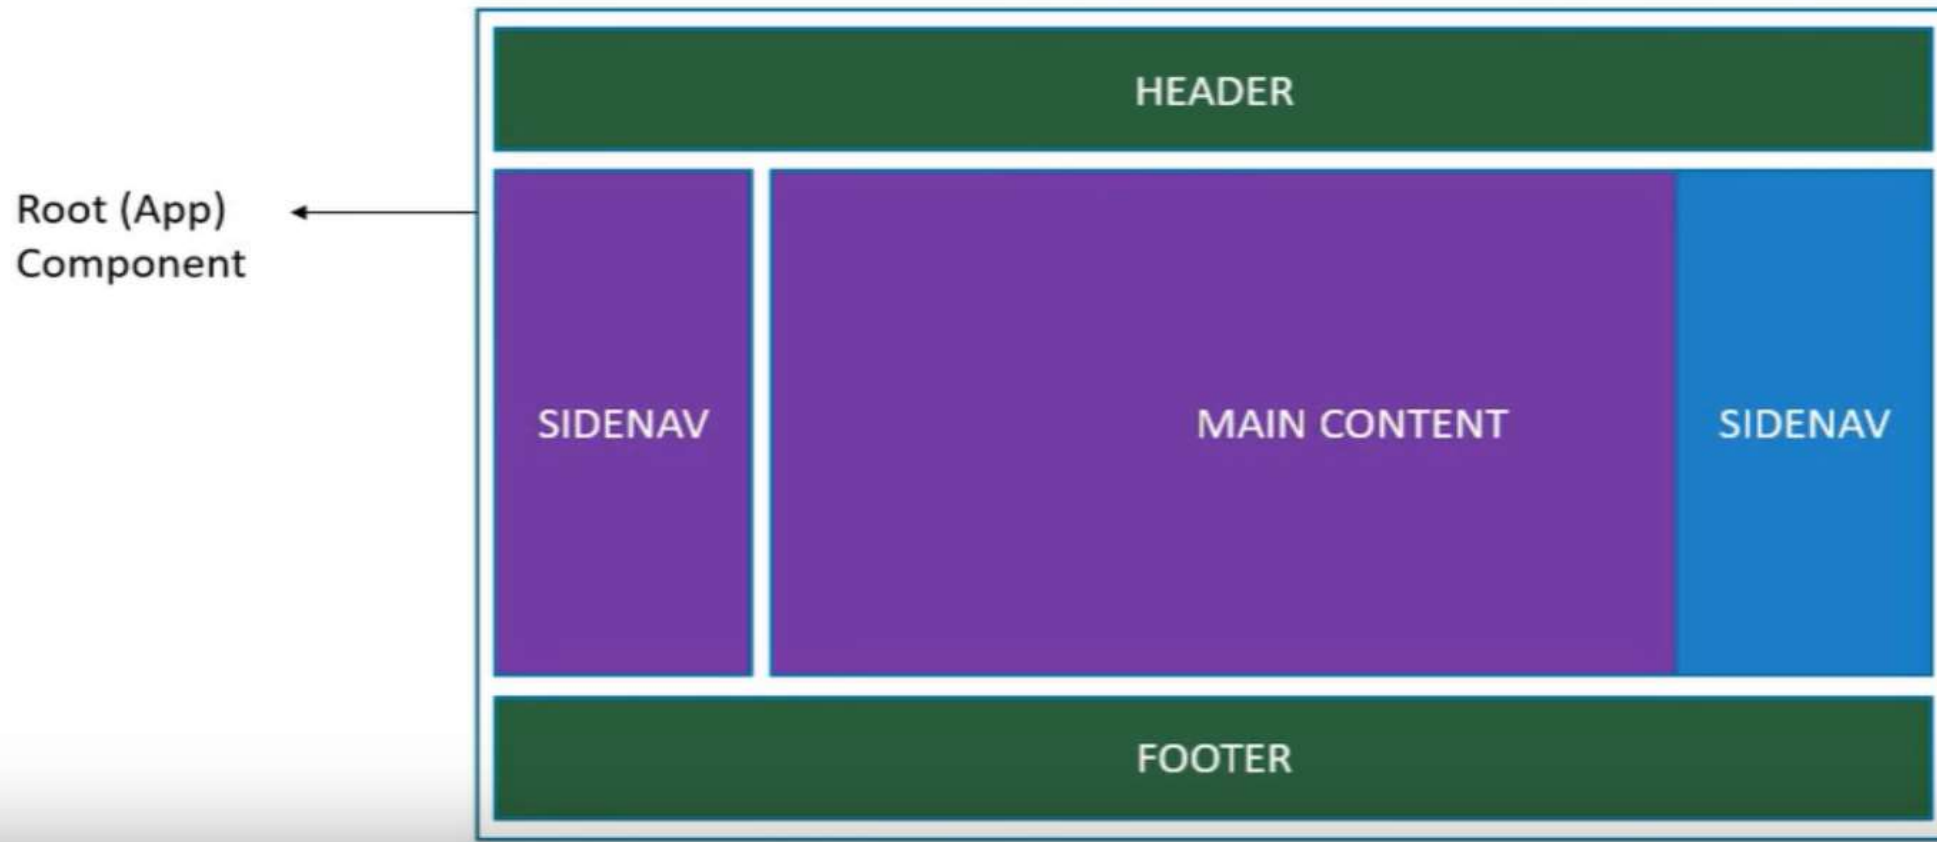 HEADER
Root (App)
Component
SIDENAV
MAIN CONTENT
SIDENAV
FOOTER